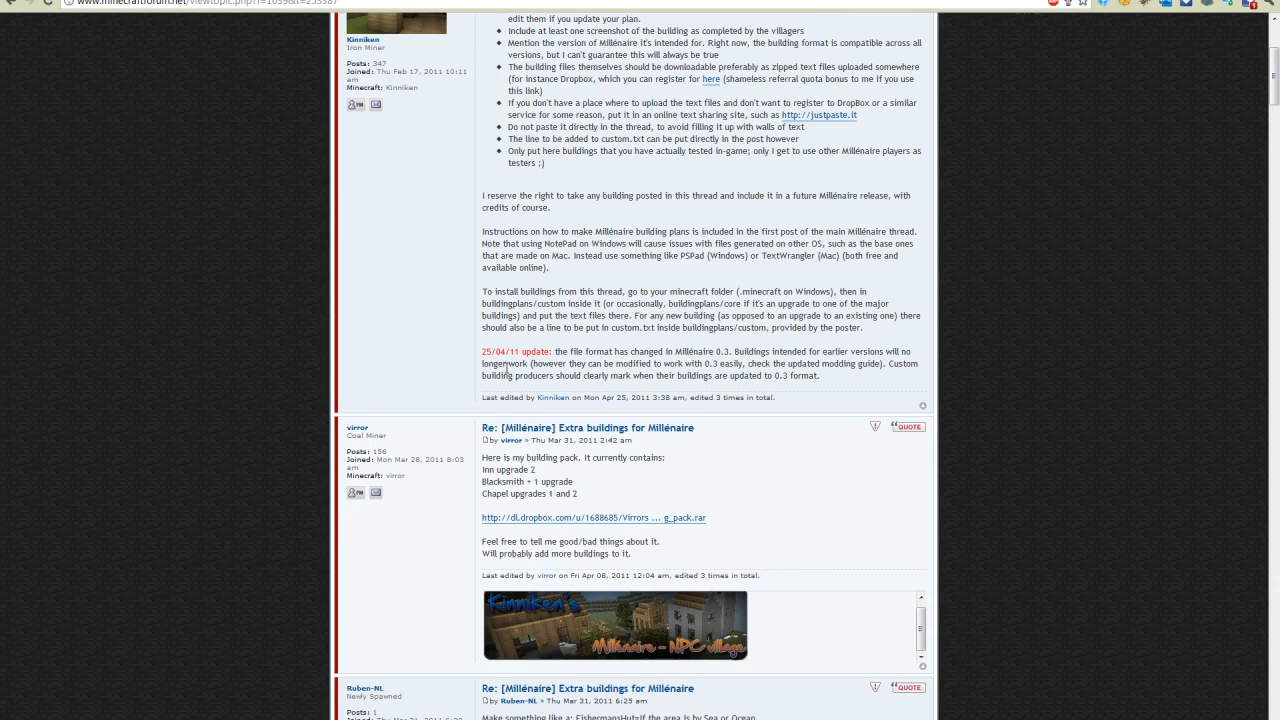 www.minecraftforum.net/viewtopic.php?f=1039&t=253587
edit them if you update your plan.
Include at least one screenshot of the building as completed by the villagers
Kinniken
Iron Miner
Mention the version of Millénaire it's intended for. Right now, the building format is compatible across all
versions, but I can't guarantee this will always be true
Posts: 347
Joined: Thu Feb 17, 2011 10:11
am
Minecraft: Kinniken
The building files themselves should be downloadable preferably as zipped text files uploaded somewhere
(for instance Dropbox, which you can register for here (shameless referral quota bonus to me if you use
this link)
If you don't have a place where to upload the text files and don't want to register to DropBox or a similar
service for some reason, put it in an online text sharing site, such as http://justpaste.it
Do not paste it directly in the thread, to avoid filling it up with walls of text
The line to be added to custom.txt can be put directly in the post however
Only put here buildings that you have actually tested in-game; only I get to use other Millénaire players as
testers ;)
I reserve the right to take any building posted in this thread and include it in a future Millénaire release, with
credits of course.
Instructions on how to make Millénaire building plans is included in the first post of the main Millénaire thread.
Note that using NotePad on Windows will cause issues with files generated on other OS, such as the base ones
that are made on Mac. Instead use something like PSPad (Windows) or TextWrangler (Mac) (both free and
available online).
To install buildings from this thread, go to your minecraft folder (.minecraft on Windows), then in
buildingplans/custom inside it (or occasionally, buildingplans/core if it's an upgrade to one of the major
buildings) and put the text files there. For any new building (as opposed to an upgrade to an existing one) there
should also be a line to be put in custom.txt inside buildingplans/custom, provided by the poster.
25/04/11 update: the file format has changed in Millénaire 0.3. Buildings intended for earlier versions will no
longer work (however they can be modified to work with 0.3 easily, check the updated modding guide). Custom
building producers should clearly mark when their buildings are updated to 0.3 format.
Last edited by Kinniken on Mon Apr 25, 2011 3:38 am, edited 3 times in total.
virror
Coal Miner
Posts: 156
Joined: Mon Mar 28, 2011 8:03
am
Minecraft: virror
Re: [Millénaire] Extra buildings for Millénaire
QUOTE
by virror » Thu Mar 31, 2011 2:42 am
Here is my building pack. It currently contains:
Inn upgrade 2
Blacksmith + 1 upgrade
Chapel upgrades 1 and 2
http://dl.dropbox.com/u/1688685/Virrors ... g_pack.rar
Feel free to tell me good/bad things about it.
Will probably add more buildings to it.
Last edited by virror on Fri Apr 08, 2011 12:04 am, edited 3 times in total.
Kinniken's
Millénaire - NPC village
Ruben-NL
Newly Spawned
Posts: 1
Re: [Millénaire] Extra buildings for Millénaire
QUOTE
by Ruben-NL » Thu Mar 31, 2011 6:25 am
Make something like a: FishermansHut=If the area is by Sea or Ocean